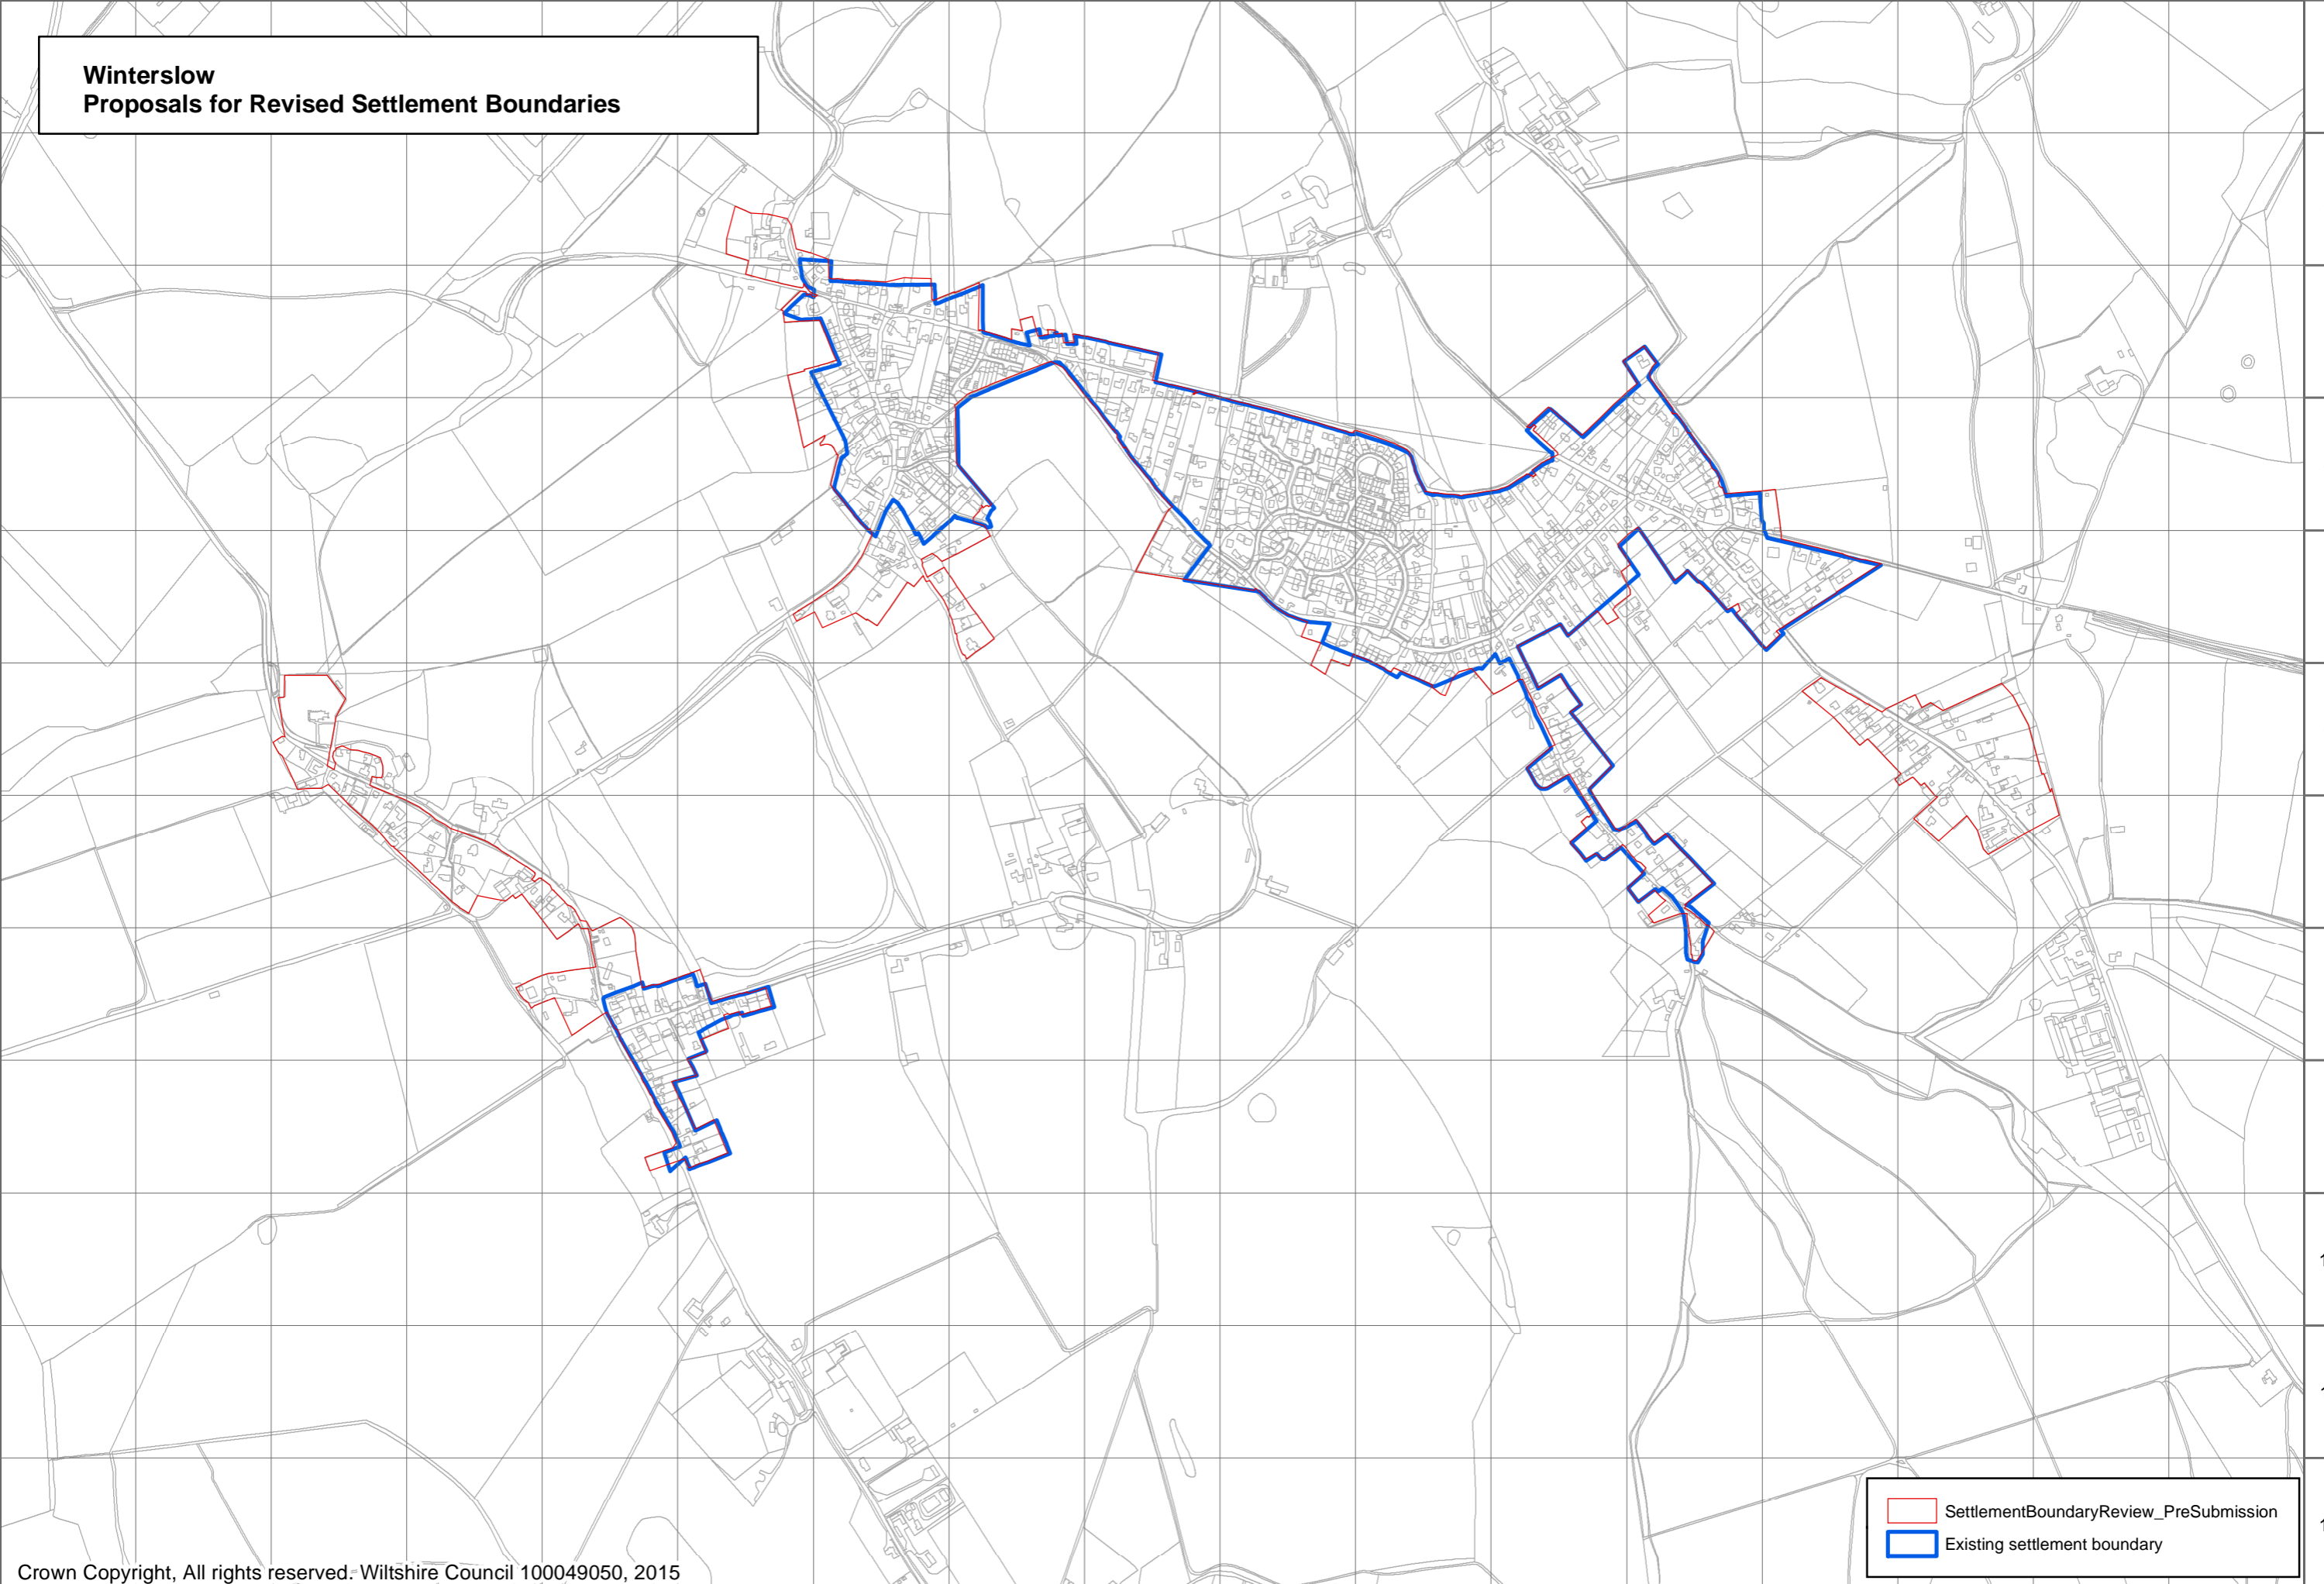 Winterslow
Proposals for Revised Settlement Boundaries
SettlementBoundaryReview_PreSubmission
Existing settlement boundary
Crown Copyright, All rights reserved. Wiltshire Council 100049050, 2015